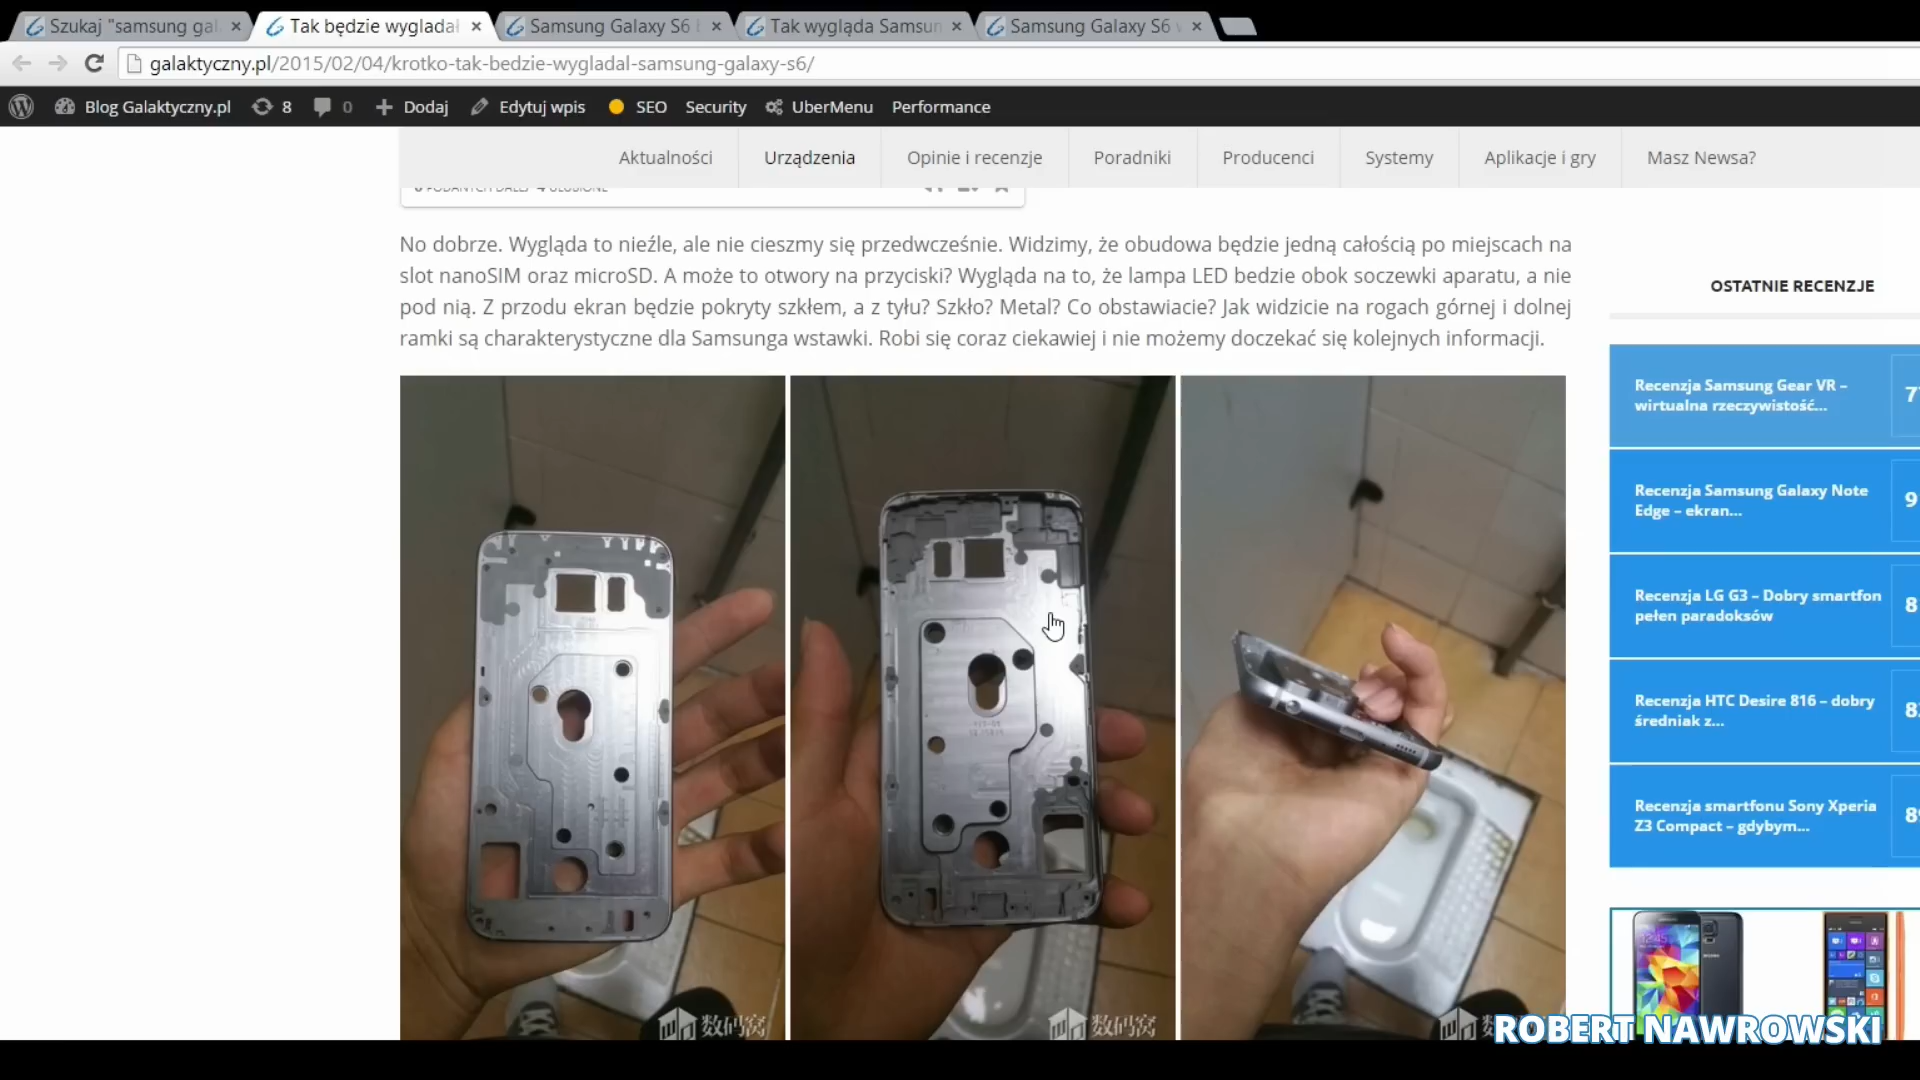 Szukaj "samsung gal
Tak będzie wyglądał
Samsung Galaxy S6
Tak wygląda Samsun
Samsung Galaxy S6
galaktyczny.pl/2015/02/04/krotko-tak-bedzie-wygladal-samsung-galaxy-s6/
Blog Galaktyczny.pl
8
0
Dodaj
Edytuj wpis
SEO
Security
UberMenu
Performance
Aktualności
Urządzenia
Opinie i recenzje
Poradniki
Producenci
Systemy
Aplikacje i gry
Masz Newsa?
No dobrze. Wygląda to nieźle, ale nie cieszmy się przedwcześnie. Widzimy, że obudowa będzie jedną całością po miejscach na
slot nanoSIM oraz microSD. A może to otwory na przyciski? Wygląda na to, że lampa LED bedzie obok soczewki aparatu, a nie
pod nią. Z przodu ekran będzie pokryty szkłem, a z tyłu? Szkło? Metal? Co obstawiacie? Jak widzicie na rogach górnej i dolnej
ramki są charakterystyczne dla Samsunga wstawki. Robi się coraz ciekawiej i nie możemy doczekać się kolejnych informacji.
OSTATNIE RECENZJE
Recenzja Samsung Gear VR –
wirtualna rzeczywistość...
7
Recenzja Samsung Galaxy Note
Edge – ekran...
9
Recenzja LG G3 – Dobry smartfon
pełen paradoksów
8
Recenzja HTC Desire 816 – dobry
średniak z...
8
Recenzja smartfonu Sony Xperia
Z3 Compact – gdybym...
8
数码窝
数码窝
ROBERT NAWROWSKI